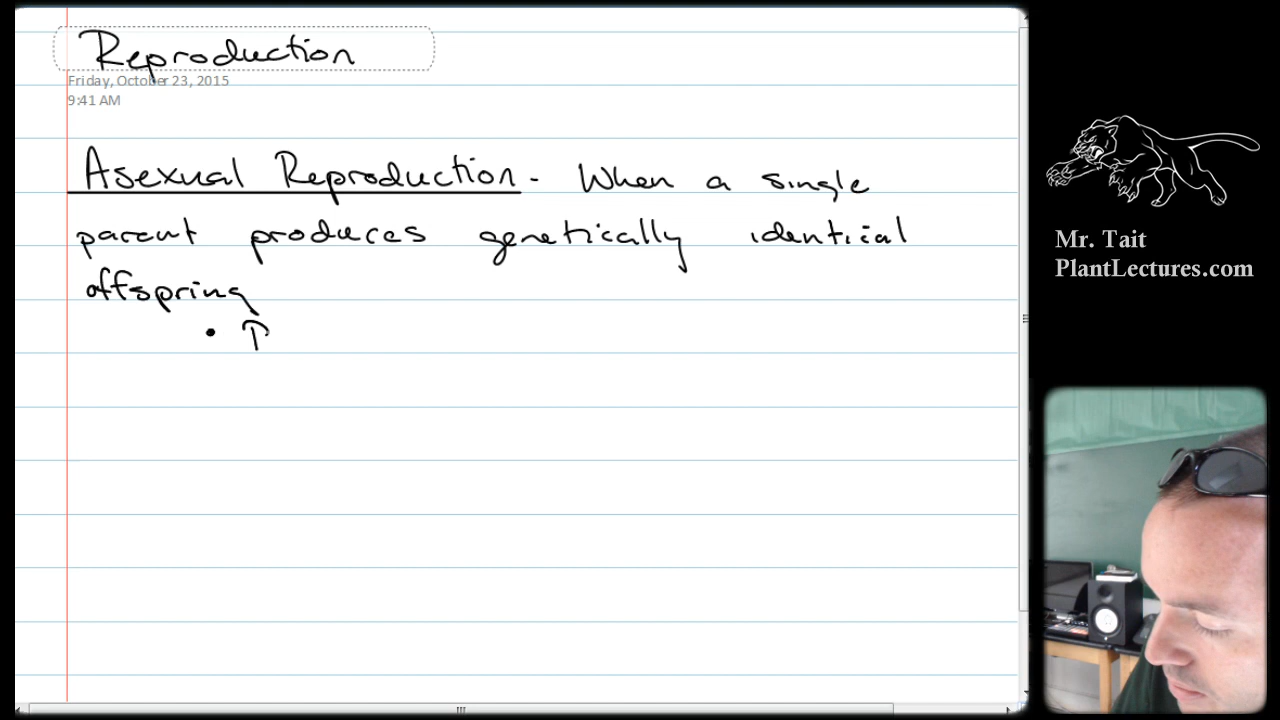 Reproduction
Friday, October 23, 2015
9:41 AM
Asexual Reproduction - When a single
parent produces genetically identical
offspring
• ↑
Mr. Tait
PlantLectures.com